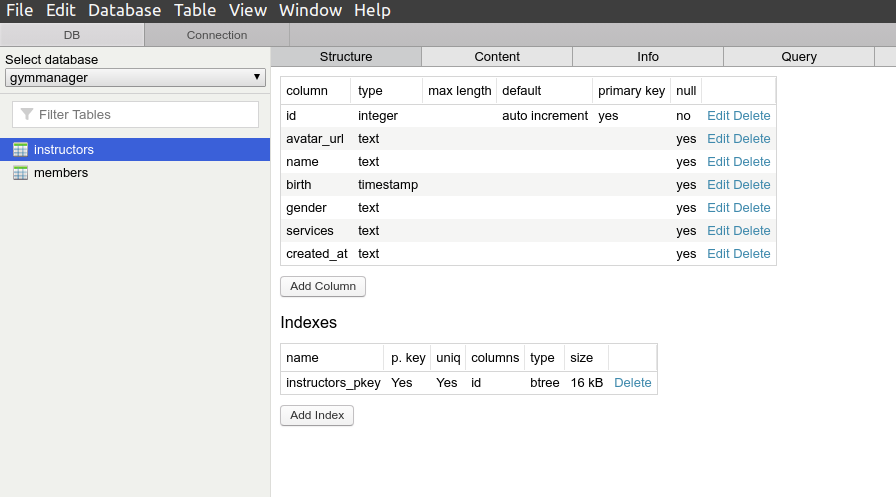 File Edit Database Table View Window Help
DB Connection
Select database
gymmanager
Filter Tables
instructors
members
Structure Content Info Query
column type max length default primary key null
id integer auto increment yes no Edit Delete
avatar_url text yes Edit Delete
name text yes Edit Delete
birth timestamp yes Edit Delete
gender text yes Edit Delete
services text yes Edit Delete
created_at text yes Edit Delete
Add Column
Indexes
name p. key uniq columns type size
instructors_pkey Yes Yes id btree 16 kB Delete
Add Index